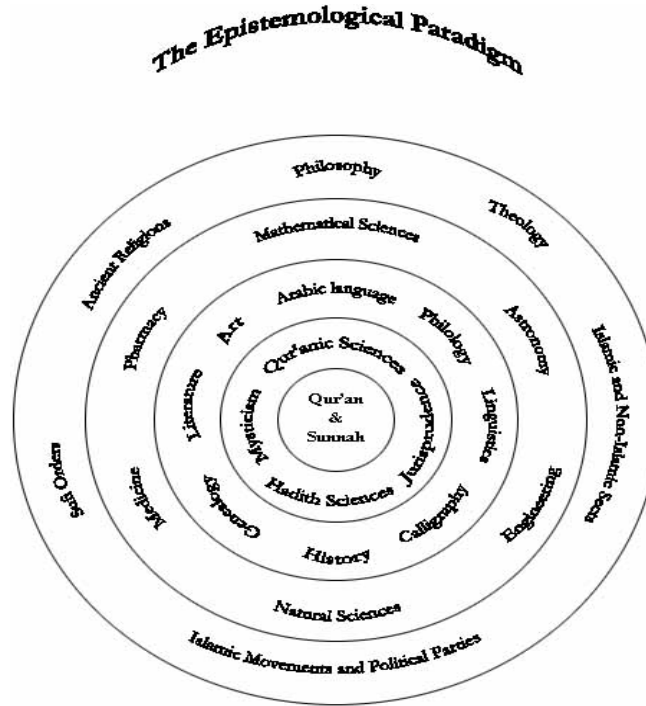 The Epistemological Paradigm
Philosophy
Theology
Islamic and Non-Islamic Sects
Islamic Movements and Political Parties
Sufi Orders
Ancient Religions
Mathematical Sciences
Astronomy
Engineering
Natural Sciences
Medicine
Pharmacy
Arabic language
Philology
Linguistics
Calligraphy
History
Genealogy
Literature
Art
Qur'anic Sciences
Jurisprudence
Hadith Sciences
Mysticism
Qur'an
&
Sunnah